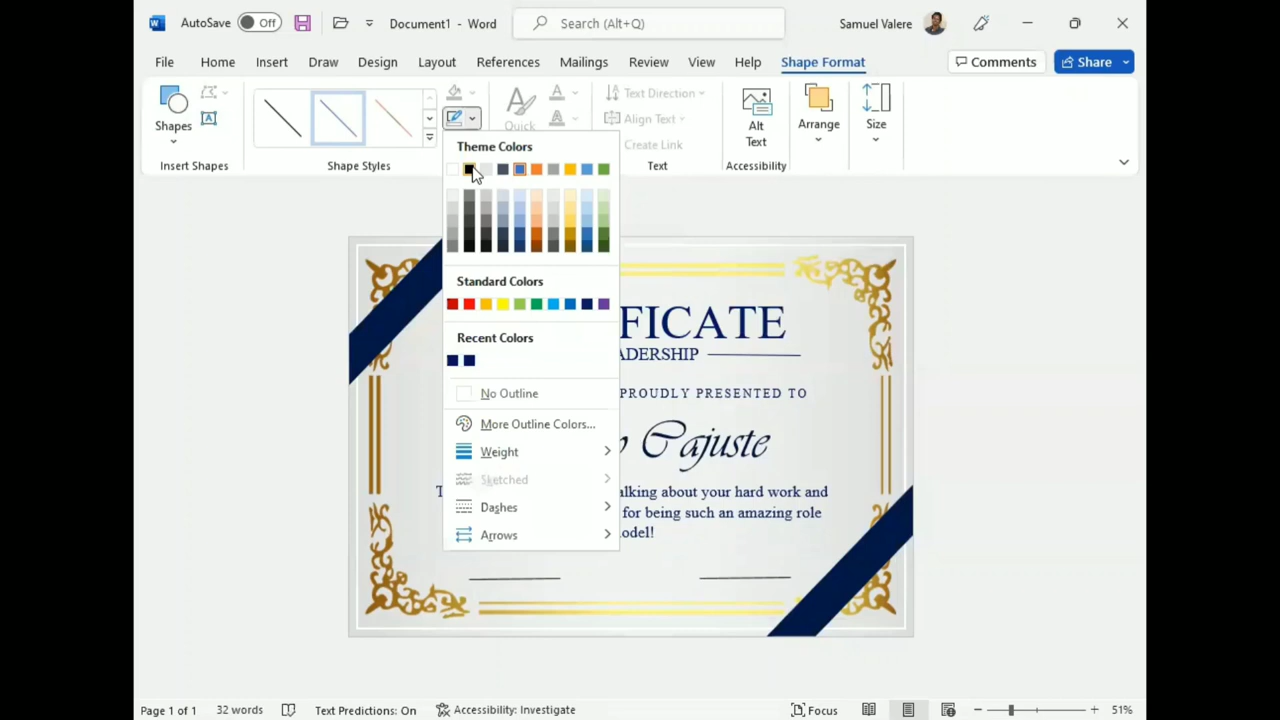 AutoSave Off Document1 - Word Search (Alt+Q) Samuel Valere
File Home Insert Draw Design Layout References Mailings Review View Help Shape Format Comments Share
Shapes
Quick
Text Direction
Align Text
Create Link
Alt
Text
Arrange
Size
Insert Shapes Shape Styles Text Accessibility
Theme Colors
Standard Colors
Recent Colors
No Outline
More Outline Colors...
Weight
Sketched
Dashes
Arrows
FICATE
ADERSHIP
PROUDLY PRESENTED TO
Cajuste
T alking about your hard work and
for being such an amazing role
odel!
Page 1 of 1 32 words Text Predictions: On Accessibility: Investigate Focus 51%